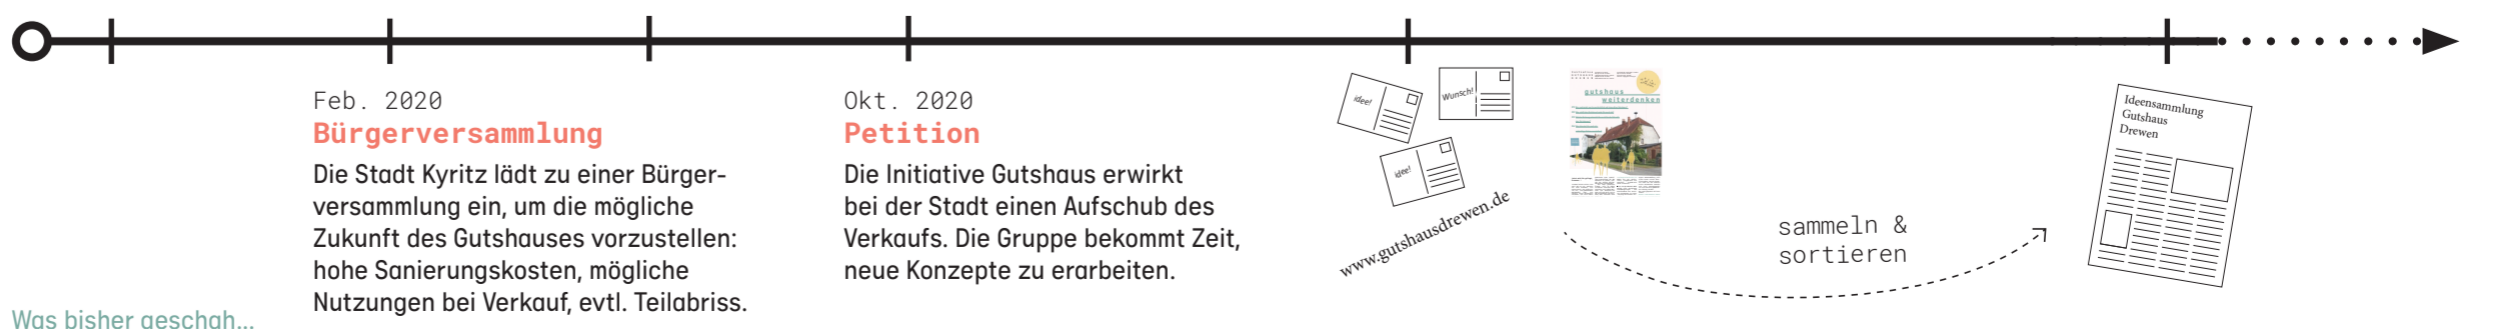 Feb. 2020
Bürgerversammlung
Die Stadt Kyritz lädt zu einer Bürger-
versammlung ein, um die mögliche
Zukunft des Gutshauses vorzustellen:
hohe Sanierungskosten, mögliche
Nutzungen bei Verkauf, evtl. Teilabriss.
Was bisher geschah...
Okt. 2020
Petition
Die Initiative Gutshaus erwirkt
bei der Stadt einen Aufschub des
Verkaufs. Die Gruppe bekommt Zeit,
neue Konzepte zu erarbeiten.
idee!
Wunsch!
idee!
www.gutshausdrewen.de
gutshaus
weiterdenken
sammeln &
sortieren
Ideensammlung
Gutshaus
Drewen